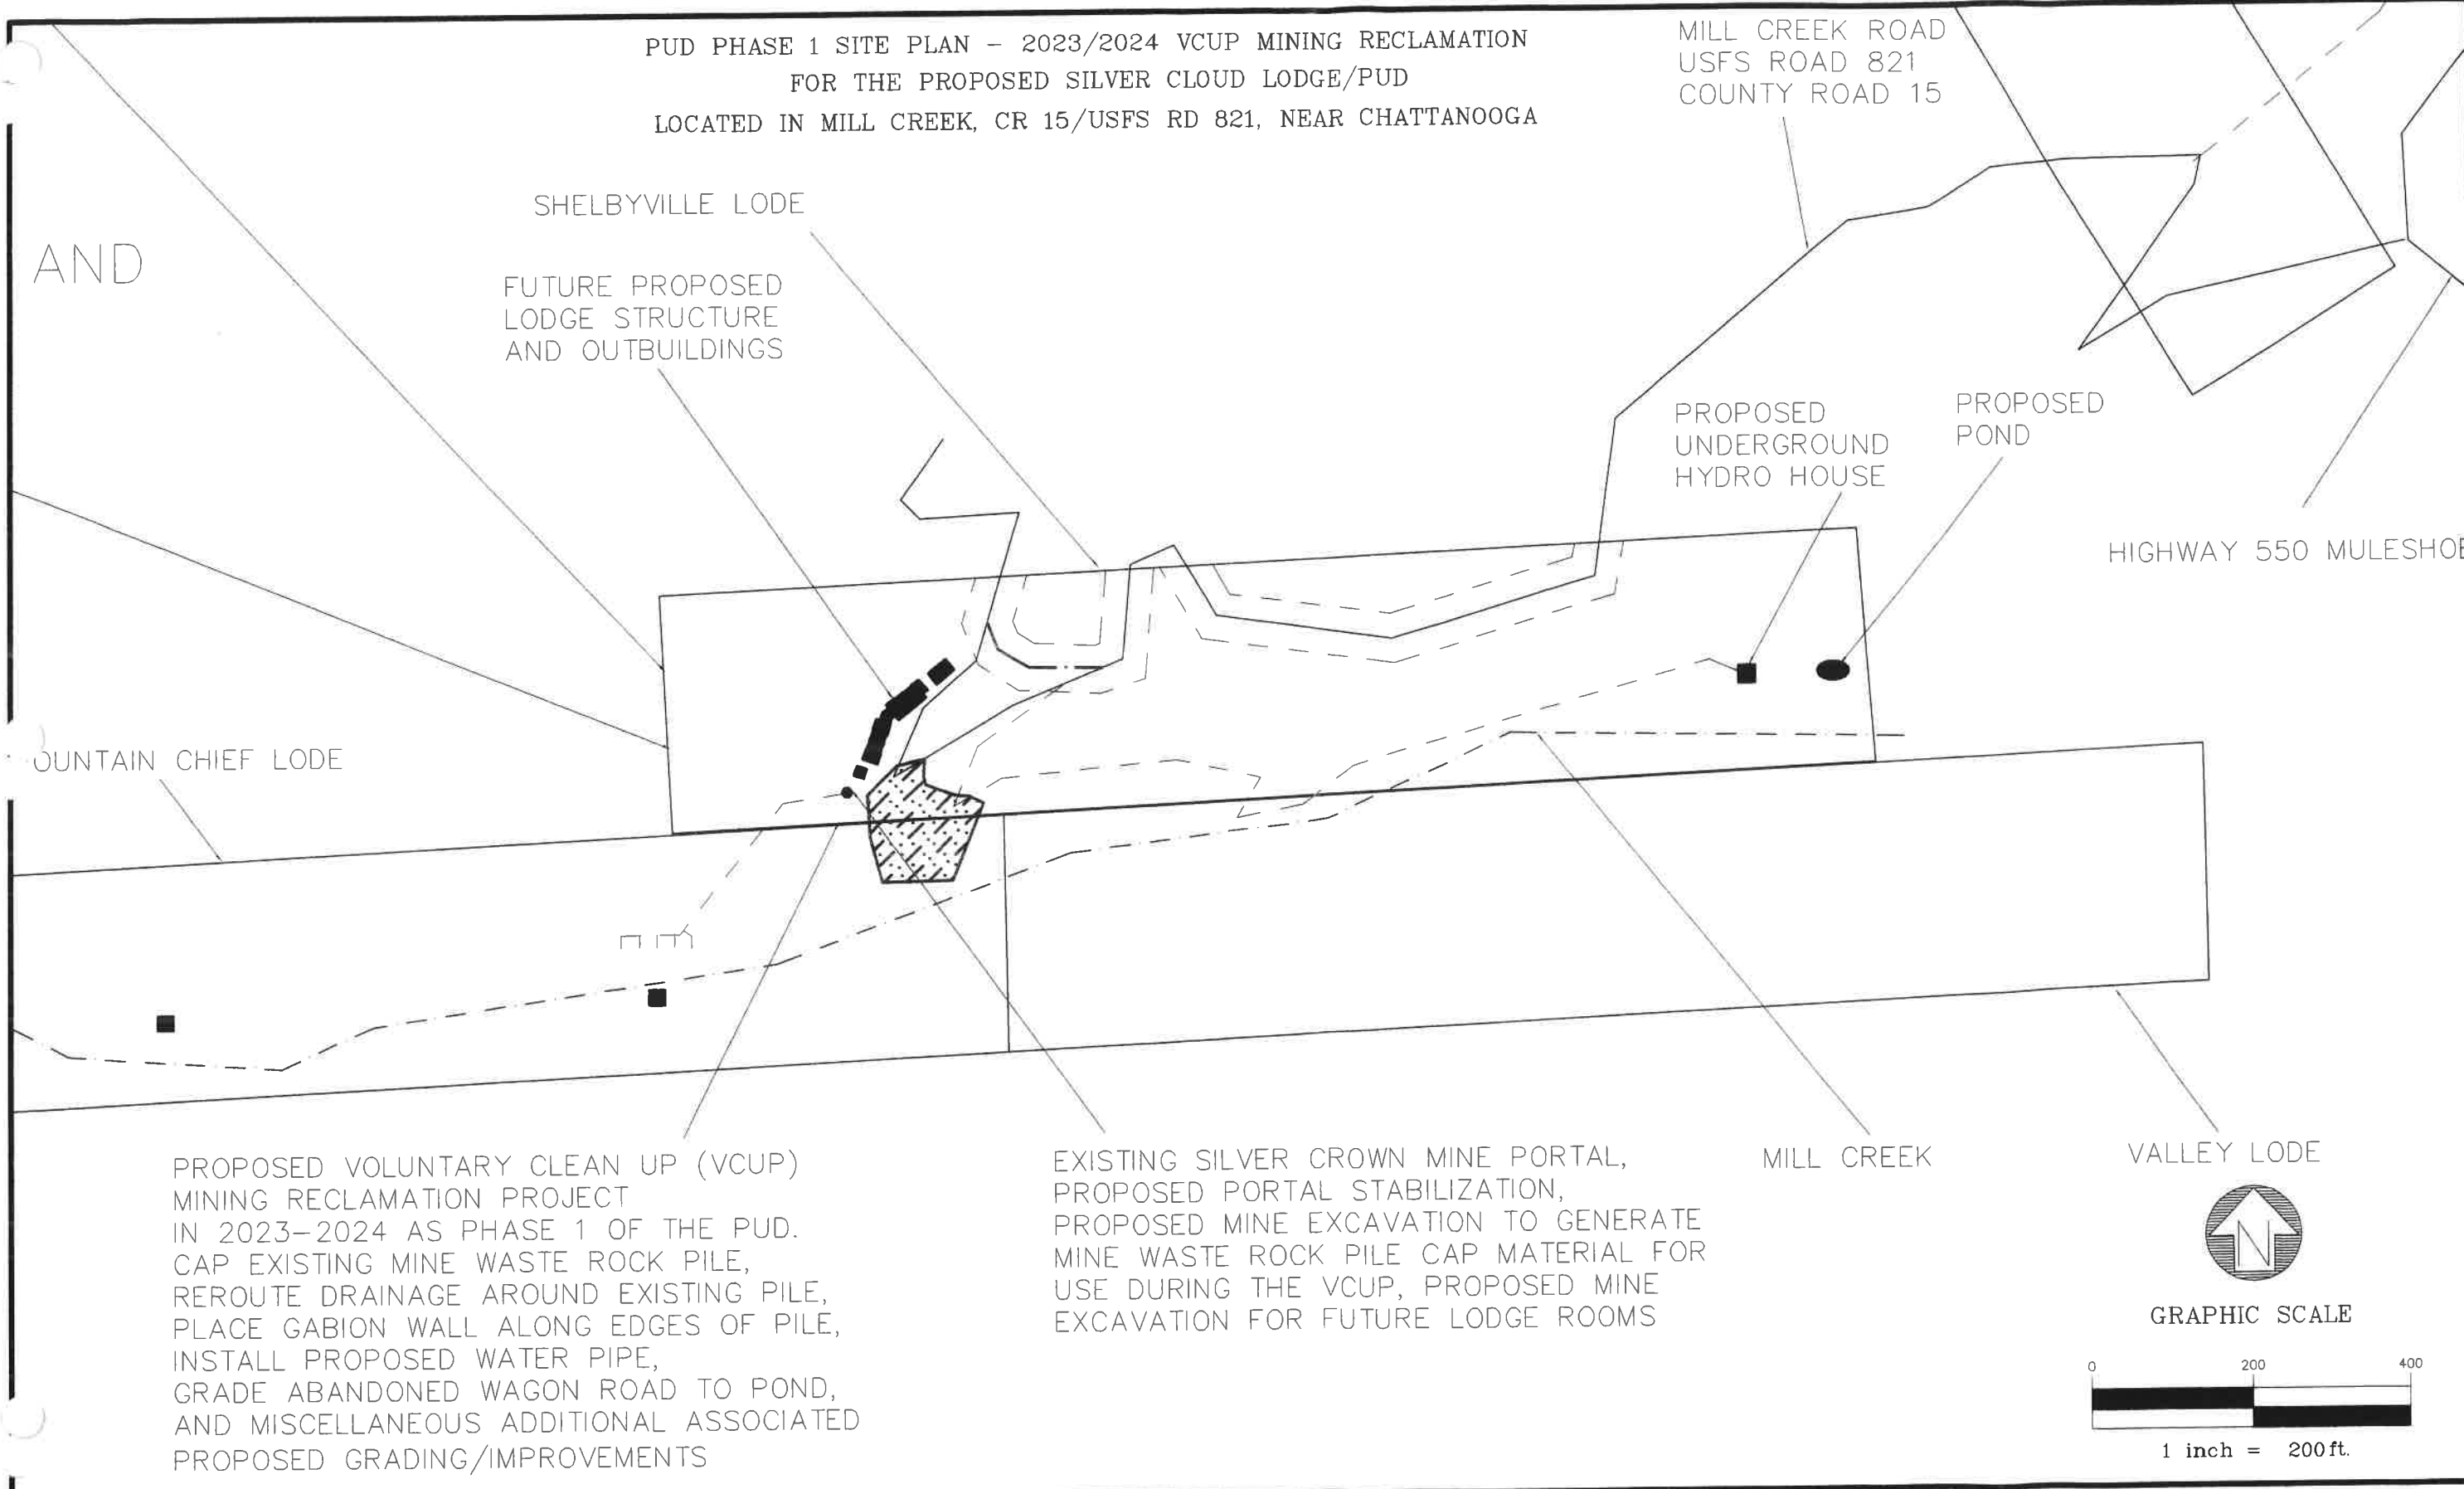 PUD PHASE 1 SITE PLAN – 2023/2024 VCUP MINING RECLAMATION
FOR THE PROPOSED SILVER CLOUD LODGE/PUD
LOCATED IN MILL CREEK, CR 15/USFS RD 821, NEAR CHATTANOOGA
MILL CREEK ROAD
USFS ROAD 821
COUNTY ROAD 15
SHELBYVILLE LODE
AND
FUTURE PROPOSED
LODGE STRUCTURE
AND OUTBUILDINGS
PROPOSED
UNDERGROUND
HYDRO HOUSE
PROPOSED
POND
HIGHWAY 550 MULESHOE
OUNTAIN CHIEF LODE
PROPOSED VOLUNTARY CLEAN UP (VCUP)
MINING RECLAMATION PROJECT
IN 2023–2024 AS PHASE 1 OF THE PUD.
CAP EXISTING MINE WASTE ROCK PILE,
REROUTE DRAINAGE AROUND EXISTING PILE,
PLACE GABION WALL ALONG EDGES OF PILE,
INSTALL PROPOSED WATER PIPE,
GRADE ABANDONED WAGON ROAD TO POND,
AND MISCELLANEOUS ADDITIONAL ASSOCIATED
PROPOSED GRADING/IMPROVEMENTS
EXISTING SILVER CROWN MINE PORTAL,
PROPOSED PORTAL STABILIZATION,
PROPOSED MINE EXCAVATION TO GENERATE
MINE WASTE ROCK PILE CAP MATERIAL FOR
USE DURING THE VCUP, PROPOSED MINE
EXCAVATION FOR FUTURE LODGE ROOMS
MILL CREEK
VALLEY LODE
N
GRAPHIC SCALE
0 200 400
1 inch = 200 ft.